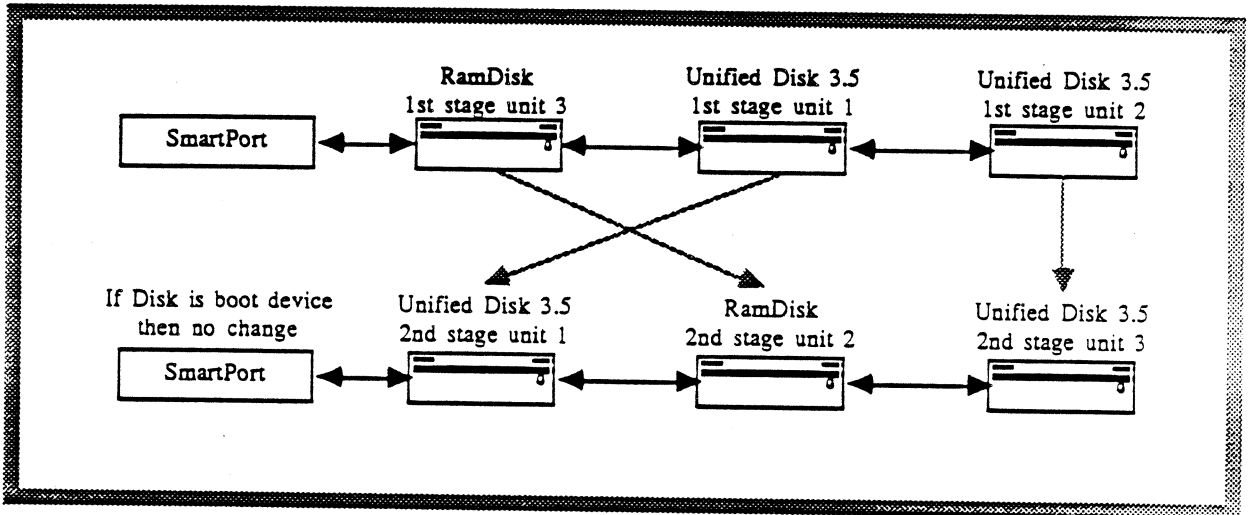 RamDisk
1st stage unit 3
Unified Disk 3.5
1st stage unit 1
Unified Disk 3.5
1st stage unit 2
SmartPort
If Disk is boot device
then no change
Unified Disk 3.5
2nd stage unit 1
RamDisk
2nd stage unit 2
Unified Disk 3.5
2nd stage unit 3
SmartPort